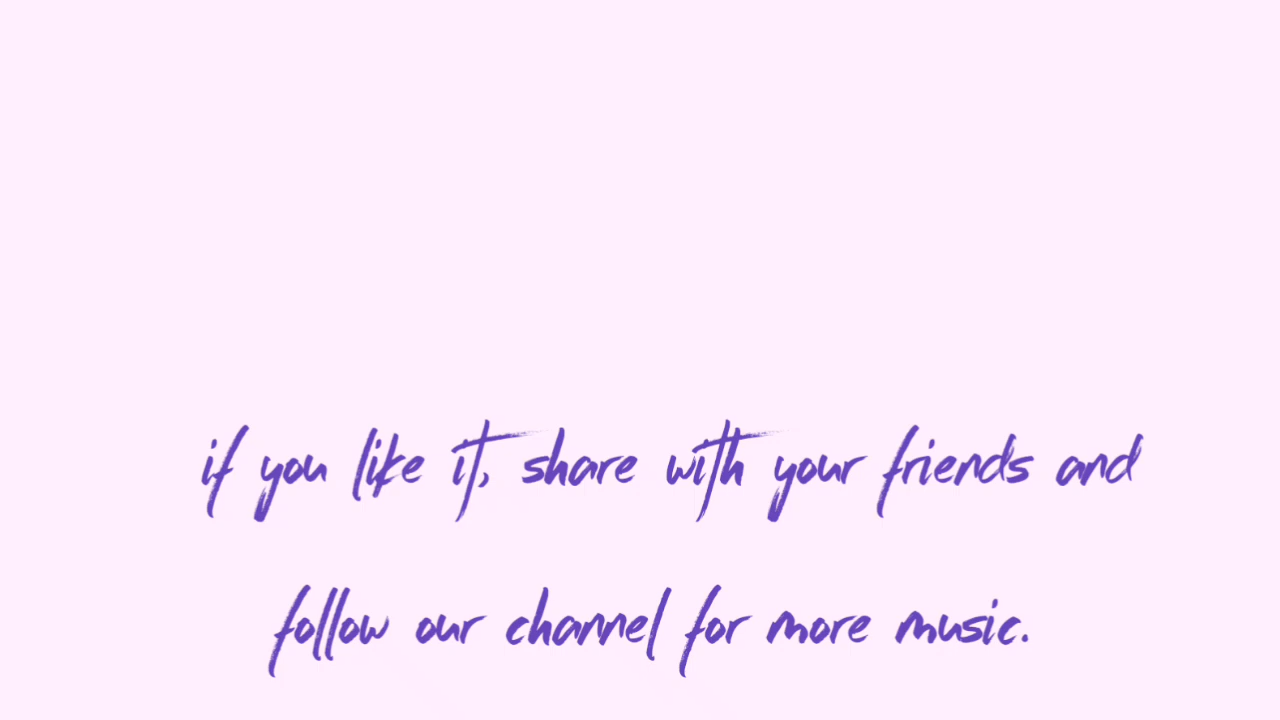 if you like it, share with your friends and
follow our channel for more music.